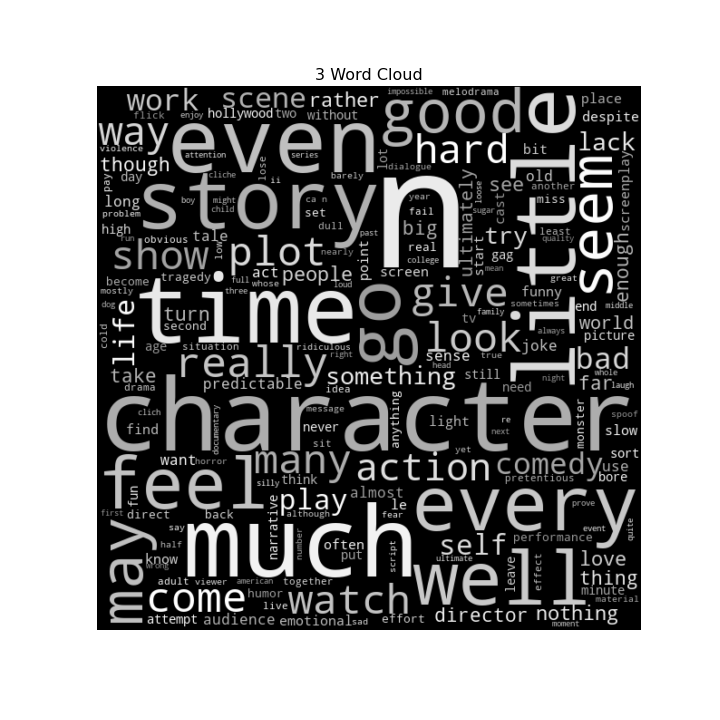 3 Word Cloud
impossible melodrama
work scene rather good place
flick enjoy hollywood two without despite
way even hard little lack
violence attention series lose lot bit
though cliche dialogue seem
pay day ii barely see old another
story n
long boy might child can year cast loose miss screenplay
problem set fail sugar
high tale dull past big ultimately try least
run obvious low nearly real start gag quality enough
show plot point college mean
tragedy act people screen great
become full whose loud give funny
mostly three sometimes end middle
dog life time go tv family world
turn
second look joke always picture
cold age situation ridiculous sense true
really right head bad whole
take predictable something still need night far laugh
drama idea
character
clich message anything light re monster spoof
find documentary never next slow
sit yet
want horror many action comedy sort
feel silly think pretentious use
fun play almost le every bore
first direct back although fear prove
may say much narrative number often script self performance event quite
half put
know wrong ultimate well love
adult viewer american together leave effect thing
come humor watch minute
live material
attempt audience emotional sad effort director nothing
moment